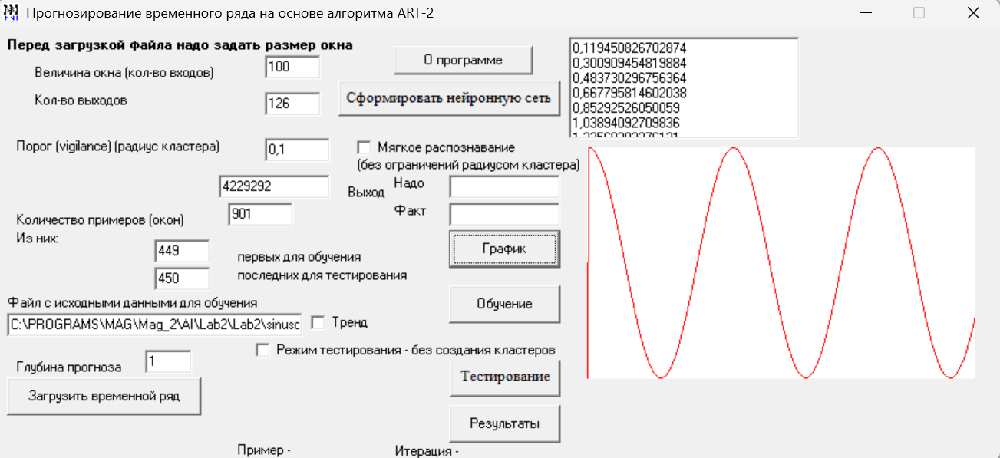 Прогнозирование временного ряда на основе алгоритма ART-2
Перед загрузкой файла надо задать размер окна
Величина окна (кол-во входов)
100
О программе
Кол-во выходов
126
Сформировать нейронную сеть
0,119450826702874
0,300909454819884
0,483730296756364
0,667795814602038
0,85292526050059
1,03894092709836
Порог (vigilance) (радиус кластера)
0,1
Мягкое распознавание
(без ограничений радиусом кластера)
4229292
Выход
Надо
Факт
Количество примеров (окон)
901
Из них:
449
первых для обучения
450
последних для тестирования
График
Файл с исходными данными для обучения
C:\PROGRAMS\MAG\Mag_2\AI\Lab2\Lab2\sinusc
Тренд
Обучение
Режим тестирования - без создания кластеров
Глубина прогноза
1
Тестирование
Загрузить временной ряд
Результаты
Пример -
Итерация -